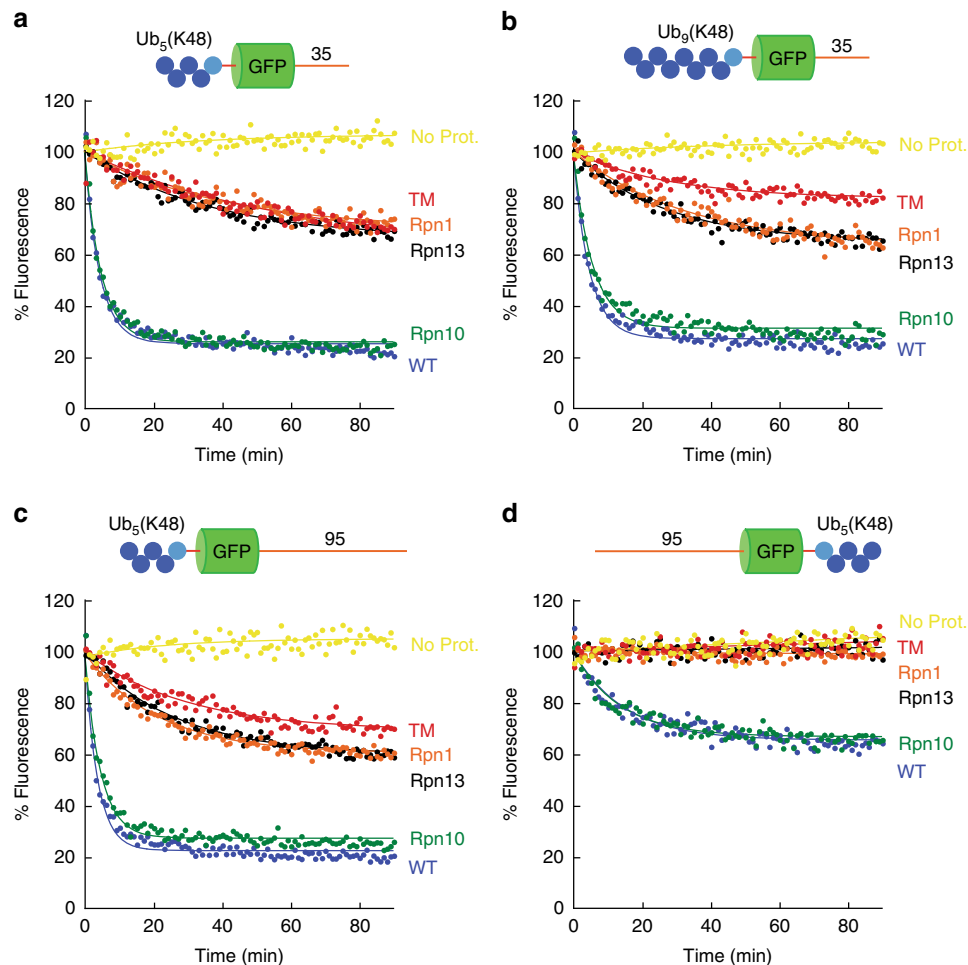 a
Ub5(K48)
GFP
35
% Fluorescence
120
100
80
60
40
20
0
0 20 40 60 80
Time (min)
No Prot.
TM
Rpn1
Rpn13
Rpn10
WT
b
Ub9(K48)
GFP
35
% Fluorescence
120
100
80
60
40
20
0
0 20 40 60 80
Time (min)
No Prot.
TM
Rpn1
Rpn13
Rpn10
WT
c
Ub5(K48)
GFP
95
% Fluorescence
120
100
80
60
40
20
0
0 20 40 60 80
Time (min)
No Prot.
TM
Rpn1
Rpn13
Rpn10
WT
d
95
GFP
Ub5(K48)
% Fluorescence
120
100
80
60
40
20
0
0 20 40 60 80
Time (min)
No Prot.
TM
Rpn1
Rpn13
Rpn10
WT